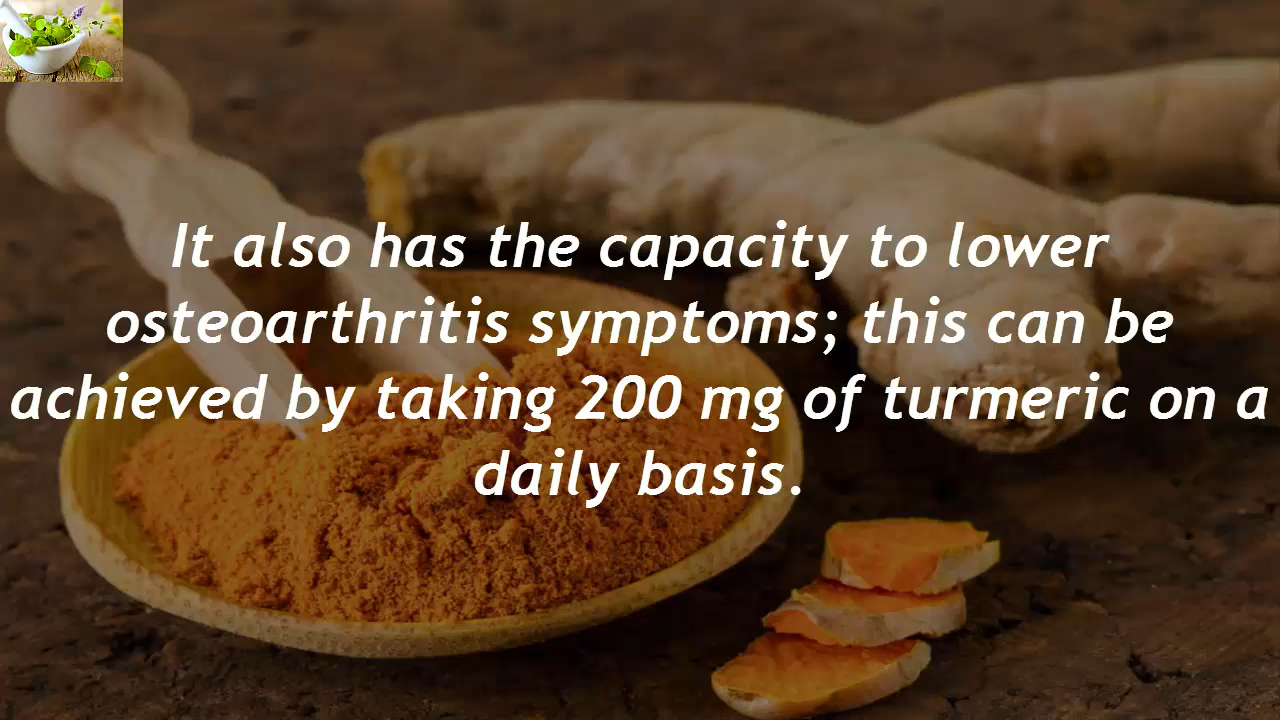 It also has the capacity to lower
osteoarthritis symptoms; this can be
achieved by taking 200 mg of turmeric on a
daily basis.